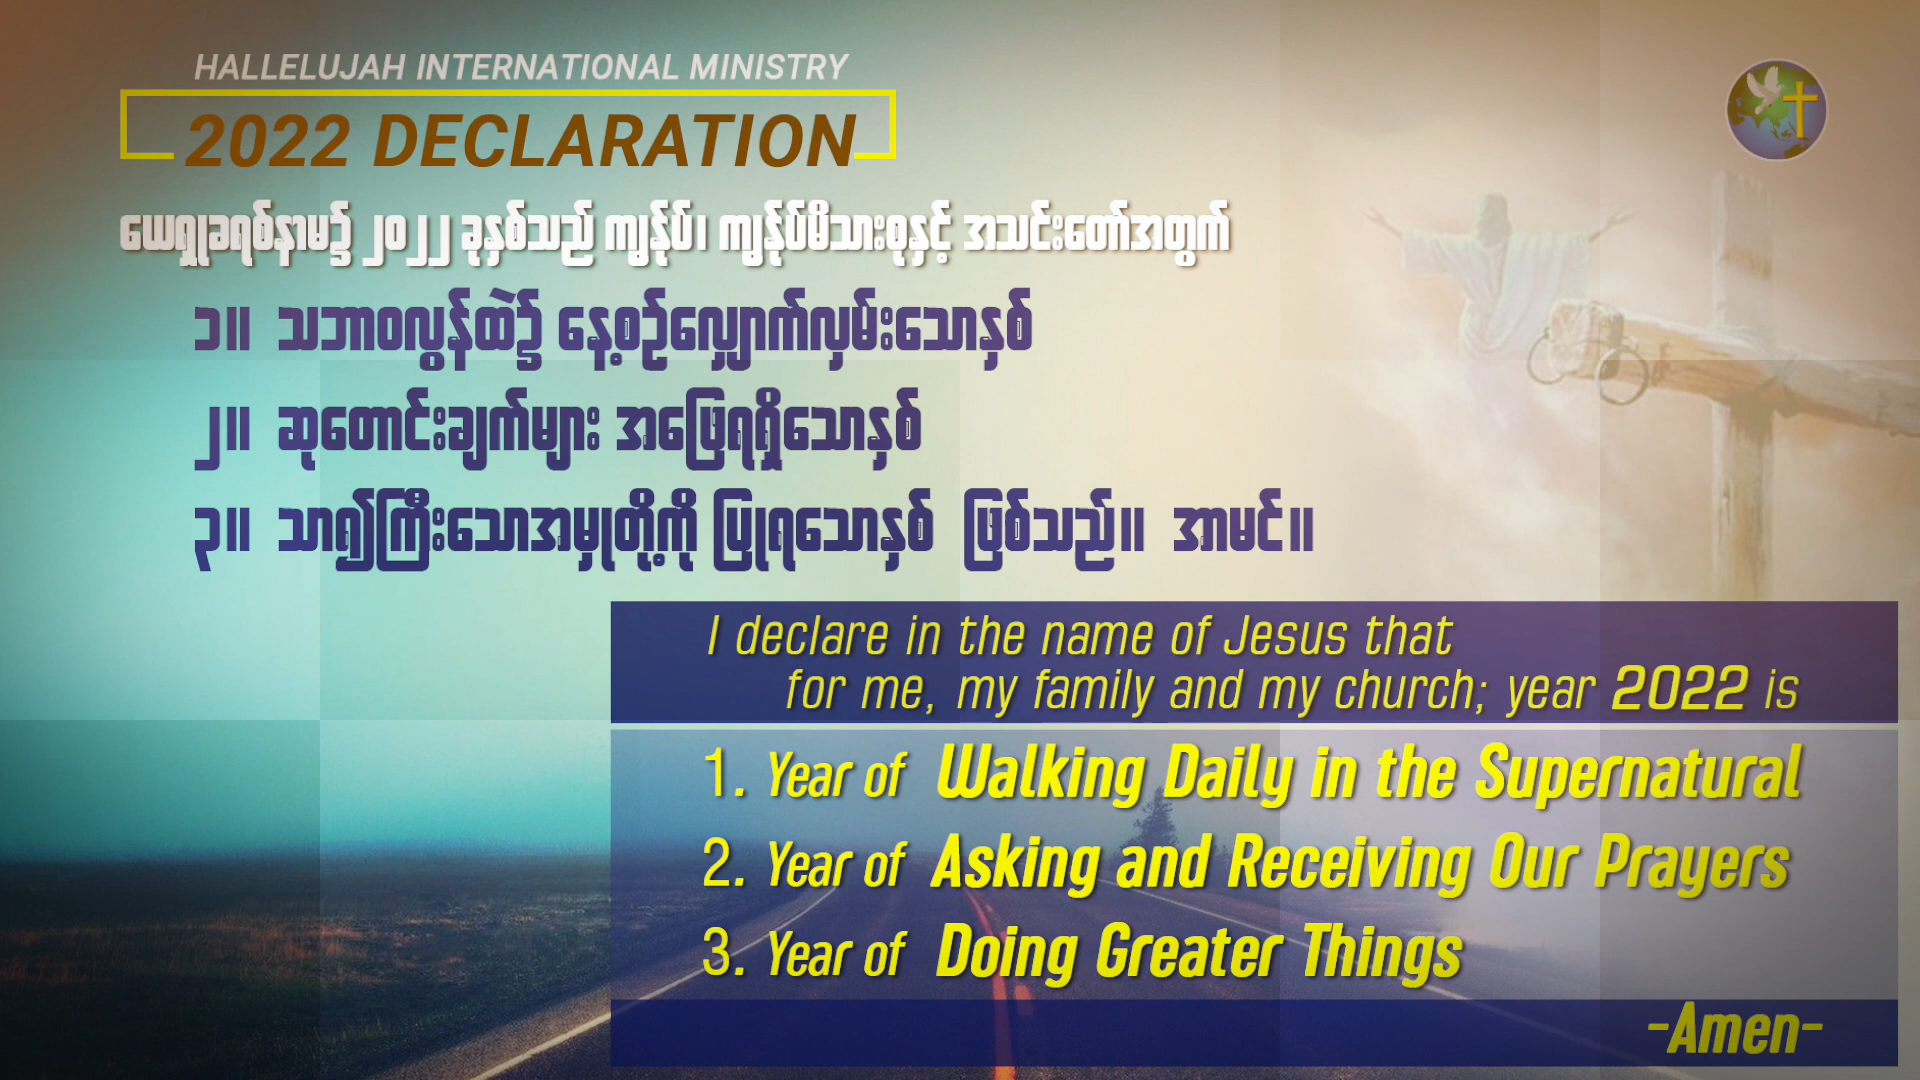 HALLELUJAH INTERNATIONAL MINISTRY
2022 DECLARATION
ယေရှုခရစ်နာမ၌ ၂၀၂၂ ခုနှစ်သည် ကျွန်ုပ်၊ ကျွန်ုပ်မိသားစုနှင့် အသင်းတော်အတွက်
၁။ သဘာဝလွန်ထဲ၌ နေ့စဉ်လျှောက်လှမ်းသောနှစ်
၂။ ဆုတောင်းချက်များ အဖြေရရှိသောနှစ်
၃။ သာ၍ကြီးသောအမှုတို့ကို ပြုရသောနှစ် ဖြစ်သည်။ အာမင်။
I declare in the name of Jesus that
for me, my family and my church; year 2022 is
1. Year of Walking Daily in the Supernatural
2. Year of Asking and Receiving Our Prayers
3. Year of Doing Greater Things
-Amen-